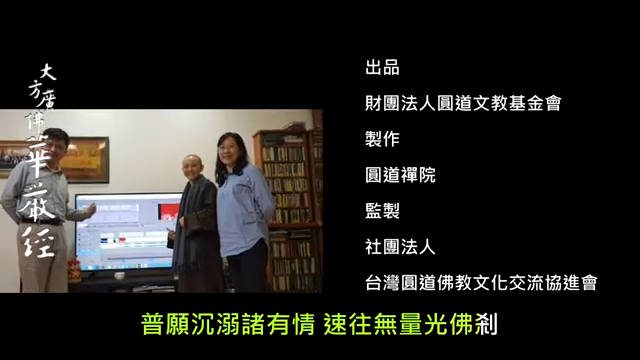 大方廣佛華嚴經
出品
財團法人圓道文教基金會
製作
圓道禪院
監製
社團法人
台灣圓道佛教文化交流協進會
普願沉溺諸有情 速往無量光佛剎